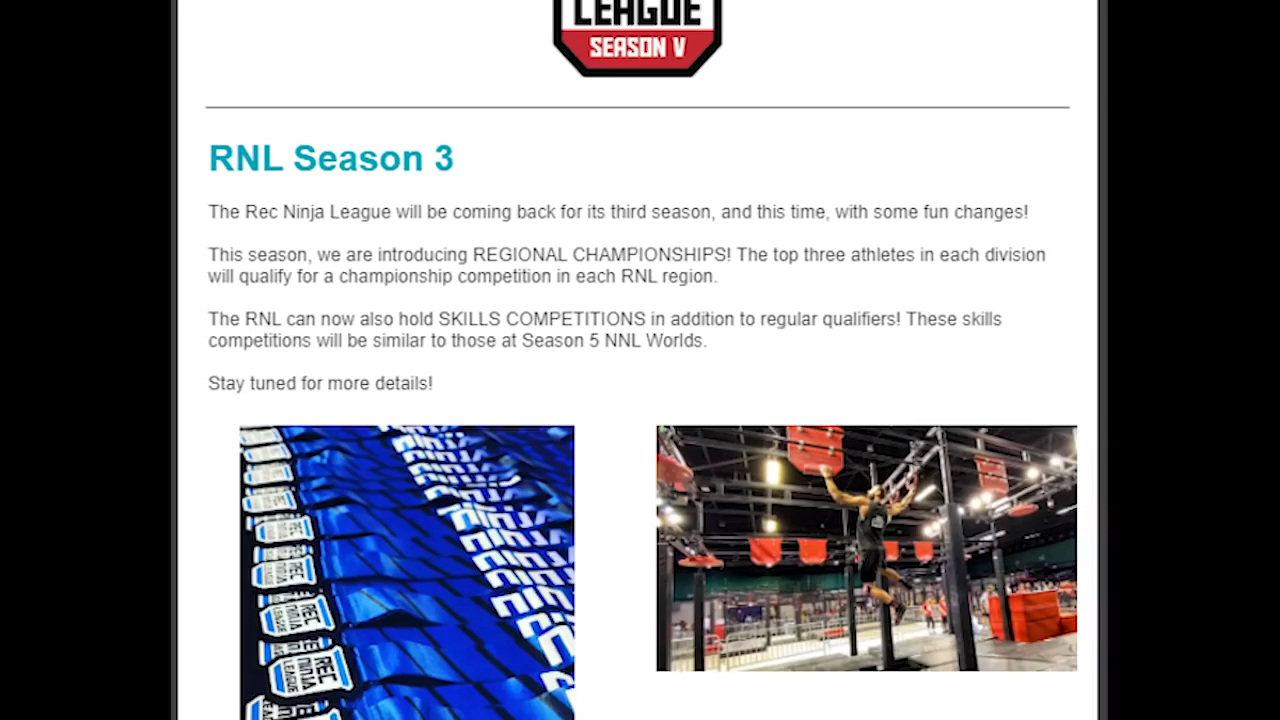 LEAGUE
SEASON V
RNL Season 3
The Rec Ninja League will be coming back for its third season, and this time, with some fun changes!
This season, we are introducing REGIONAL CHAMPIONSHIPS! The top three athletes in each division
will qualify for a championship competition in each RNL region.
The RNL can now also hold SKILLS COMPETITIONS in addition to regular qualifiers! These skills
competitions will be similar to those at Season 5 NNL Worlds.
Stay tuned for more details!
REC
NINJA
LEAGUE
REC
NINJA
LEAGUE
REC
NINJA
LEAGUE